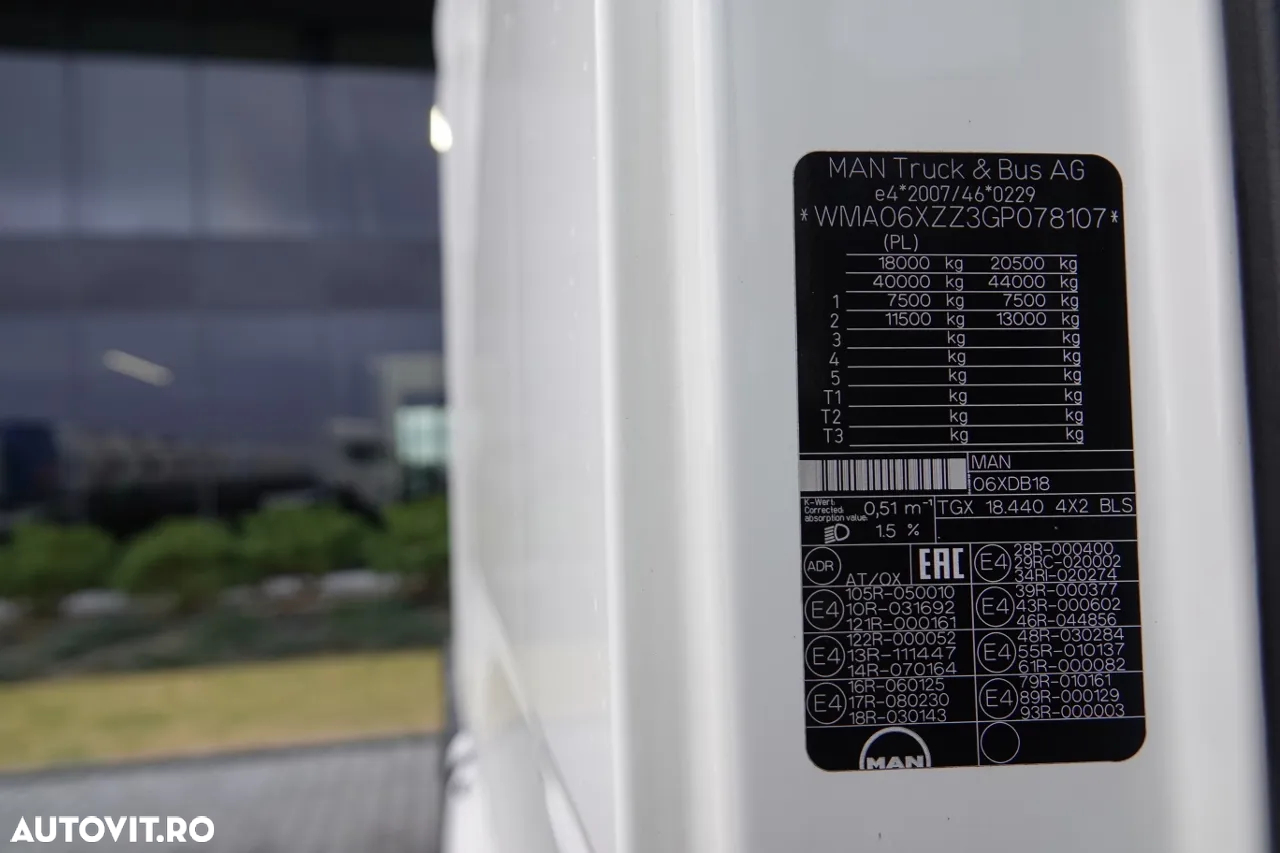 MAN Truck & Bus AG
e4*2007/46*0229
*WMA06XZZ3GP078107*
(PL)
18000 kg 20500 kg
40000 kg 44000 kg
1 7500 kg 7500 kg
2 11500 kg 13000 kg
3 kg kg
4 kg kg
5 kg kg
T1 kg kg
T2 kg kg
T3 kg kg
MAN
06XDB18
K-Wert:
Corrected
absorption value:
0,51 m⁻¹
1.5 %
TGX 18.440 4X2 BLS
ADR
AT/OX
EAC
E4
28R-000400
29RC-020002
34RI-020274
E4
105R-050010
10R-031692
121R-000161
E4
39R-000377
43R-000602
46R-044856
E4
122R-000052
13R-111447
14R-070164
E4
48R-030284
55R-010137
61R-000082
E4
16R-060125
17R-080230
18R-030143
E4
79R-010161
89R-000129
93R-000003
MAN
AUTOVIT.RO